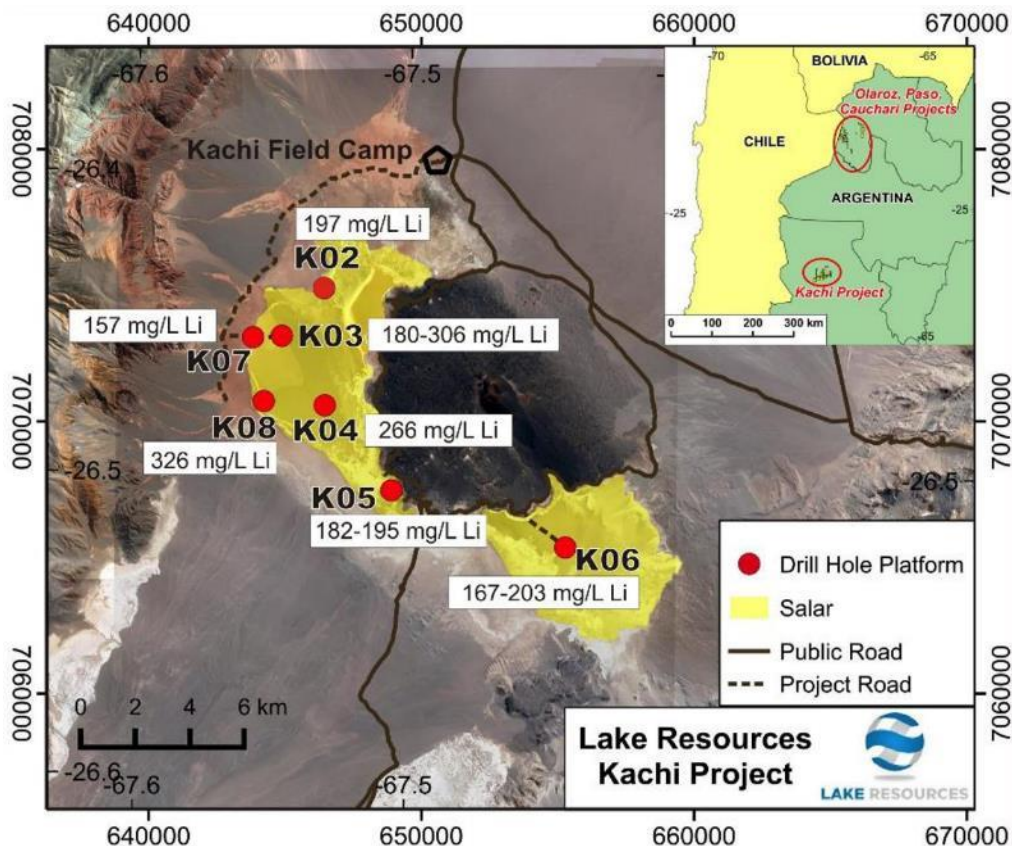 640000 650000 660000 670000
-67.6 -67.5
7080000
-26.4
7070000
-26.5
7060000
-26.6
7080000
7070000
-26.5
7060000
Kachi Field Camp
197 mg/L Li
K02
157 mg/L Li
K03
180-306 mg/L Li
K07
K08
K04
266 mg/L Li
326 mg/L Li
K05
182-195 mg/L Li
K06
167-203 mg/L Li
-70 -65
BOLIVIA
Olaroz, Paso,
Cauchari Projects
CHILE
ARGENTINA
-25 -25
Kachi Project
0 100 200 300 km
-65
Drill Hole Platform
Salar
Public Road
Project Road
0 2 4 6 km
Lake Resources
Kachi Project
LAKE RESOURCES
-67.6 -67.5
640000 650000 660000 670000